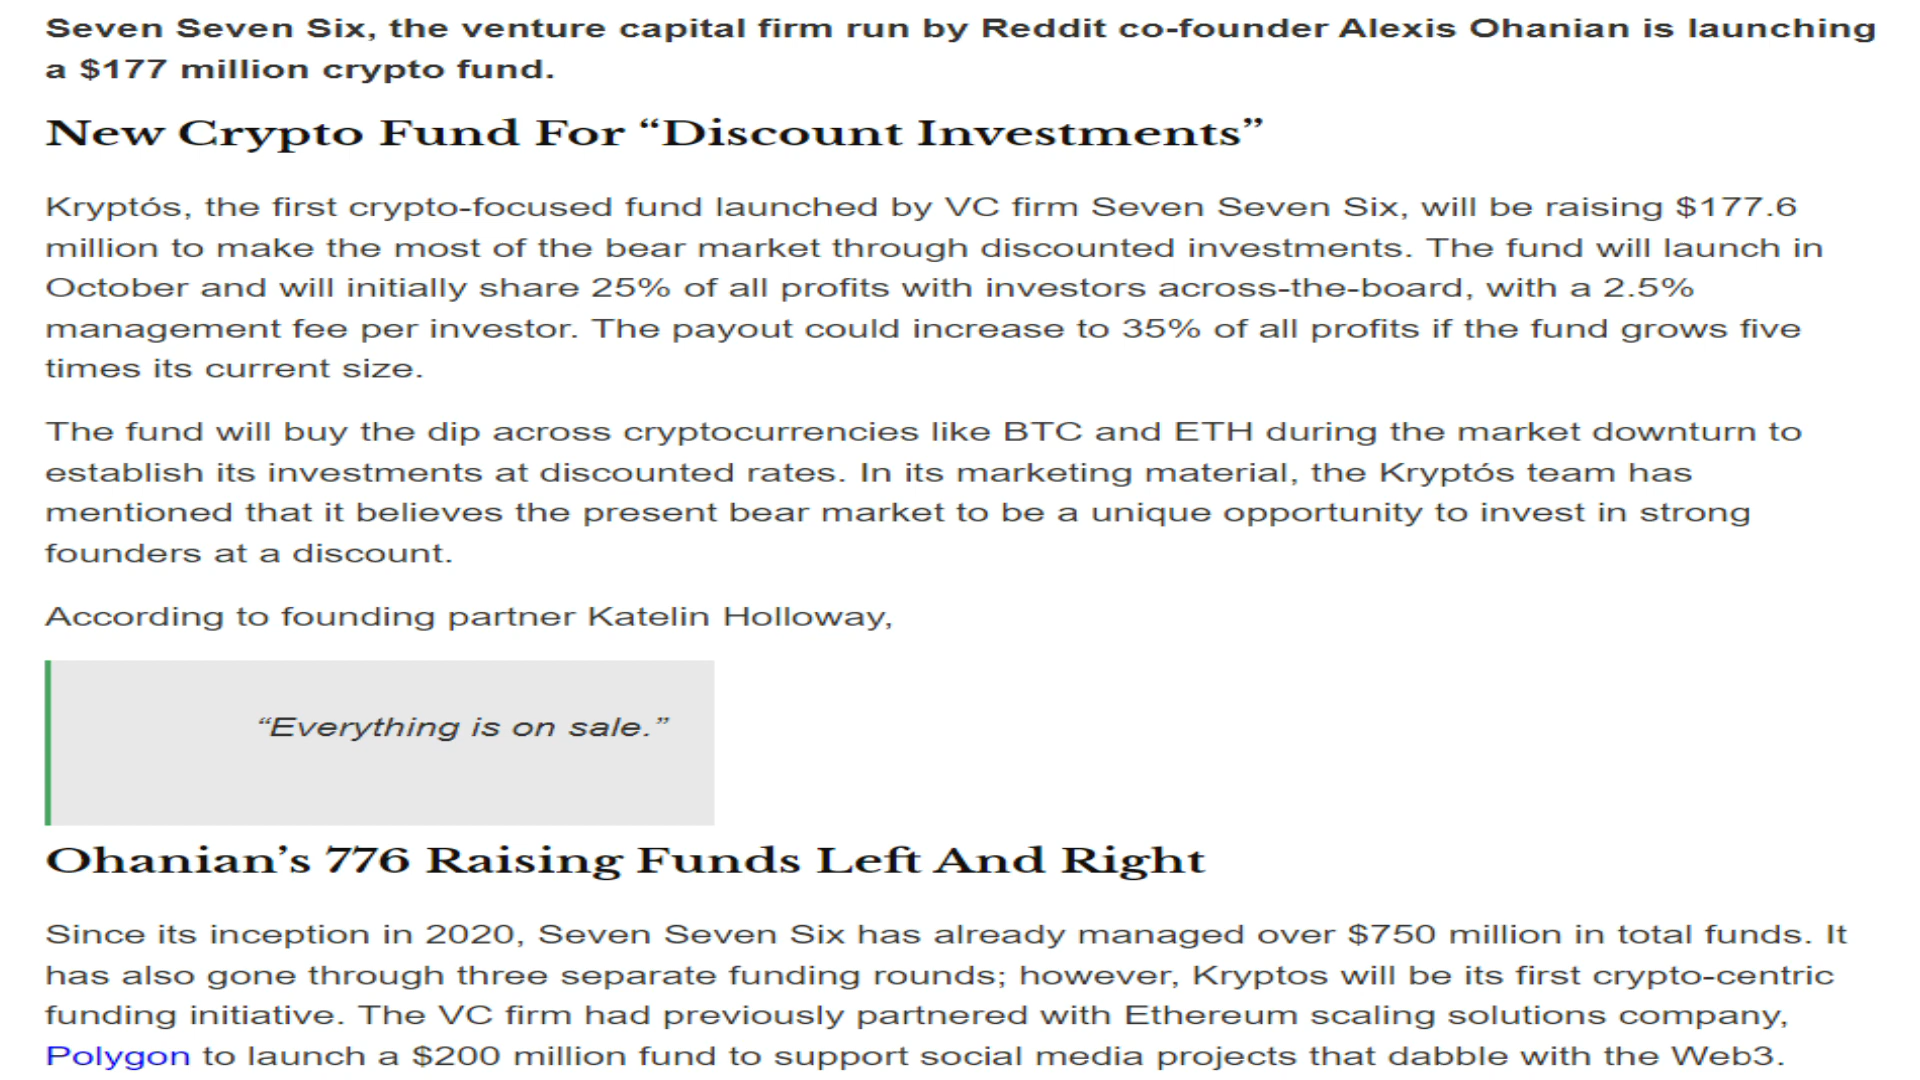 Seven Seven Six, the venture capital firm run by Reddit co-founder Alexis Ohanian is launching
a $177 million crypto fund.
New Crypto Fund For “Discount Investments”
Kryptós, the first crypto-focused fund launched by VC firm Seven Seven Six, will be raising $177.6
million to make the most of the bear market through discounted investments. The fund will launch in
October and will initially share 25% of all profits with investors across-the-board, with a 2.5%
management fee per investor. The payout could increase to 35% of all profits if the fund grows five
times its current size.
The fund will buy the dip across cryptocurrencies like BTC and ETH during the market downturn to
establish its investments at discounted rates. In its marketing material, the Kryptós team has
mentioned that it believes the present bear market to be a unique opportunity to invest in strong
founders at a discount.
According to founding partner Katelin Holloway,
“Everything is on sale.”
Ohanian’s 776 Raising Funds Left And Right
Since its inception in 2020, Seven Seven Six has already managed over $750 million in total funds. It
has also gone through three separate funding rounds; however, Kryptos will be its first crypto-centric
funding initiative. The VC firm had previously partnered with Ethereum scaling solutions company,
Polygon to launch a $200 million fund to support social media projects that dabble with the Web3.